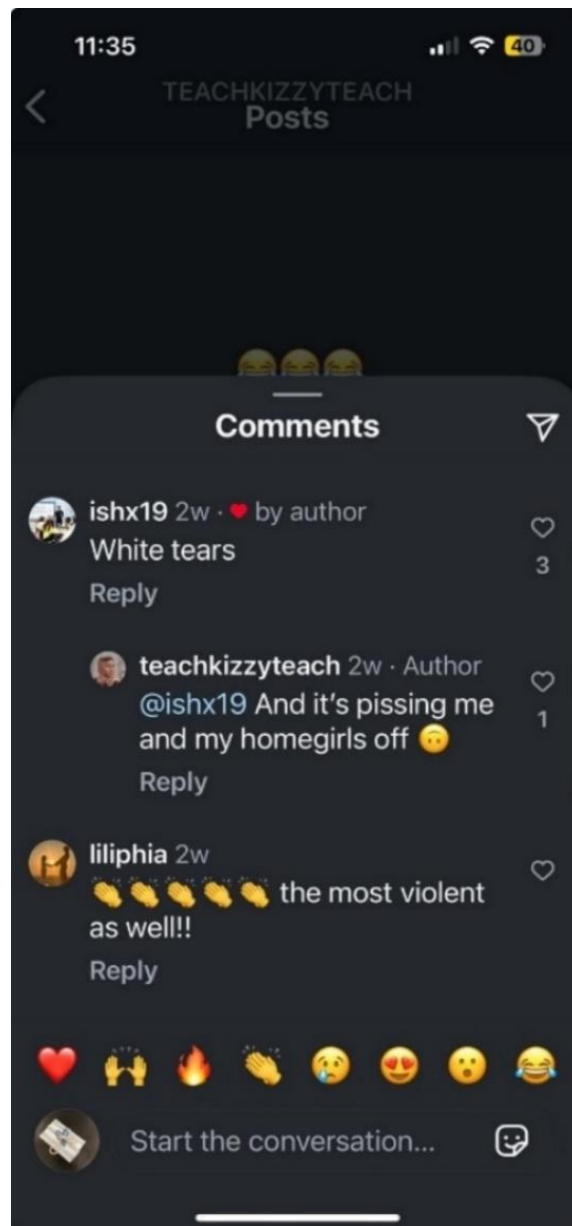 11:35
40
TEACHKIZZYTEACH
Posts
😂😂😂
Comments
ishx19 2w · ❤️ by author
White tears
3
Reply
teachkizzyteach 2w · Author
@ishx19 And it's pissing me
and my homegirls off 🙃
1
Reply
liliphia 2w
👏👏👏👏👏 the most violent
as well!!
Reply
❤️ 🙌 🔥 👏 😢 😍 😮 😂
Start the conversation...